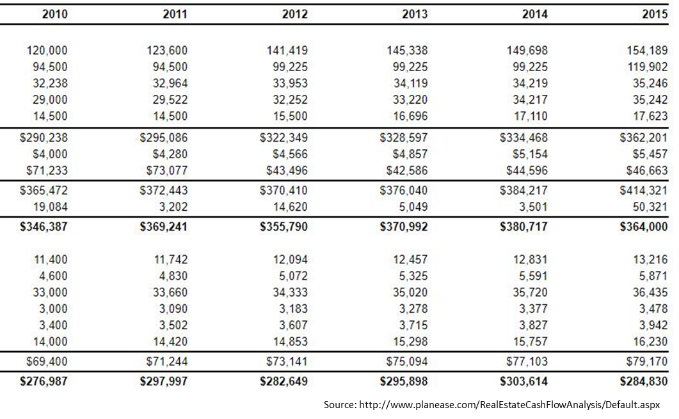 2010 2011 2012 2013 2014 2015
120,000 123,600 141,419 145,338 149,698 154,189
94,500 94,500 99,225 99,225 99,225 119,902
32,238 32,964 33,953 34,119 34,219 35,246
29,000 29,522 32,252 33,220 34,217 35,242
14,500 14,500 15,500 16,696 17,110 17,623
$290,238 $295,086 $322,349 $328,597 $334,468 $362,201
$4,000 $4,280 $4,566 $4,857 $5,154 $5,457
$71,233 $73,077 $43,496 $42,586 $44,596 $46,663
$365,472 $372,443 $370,410 $376,040 $384,217 $414,321
19,084 3,202 14,620 5,049 3,501 50,321
$346,387 $369,241 $355,790 $370,992 $380,717 $364,000
11,400 11,742 12,094 12,457 12,831 13,216
4,600 4,830 5,072 5,325 5,591 5,871
33,000 33,660 34,333 35,020 35,720 36,435
3,000 3,090 3,183 3,278 3,377 3,478
3,400 3,502 3,607 3,715 3,827 3,942
14,000 14,420 14,853 15,298 15,757 16,230
$69,400 $71,244 $73,141 $75,094 $77,103 $79,170
$276,987 $297,997 $282,649 $295,898 $303,614 $284,830
Source: http://www.planease.com/RealEstateCashFlowAnalysis/Default.aspx